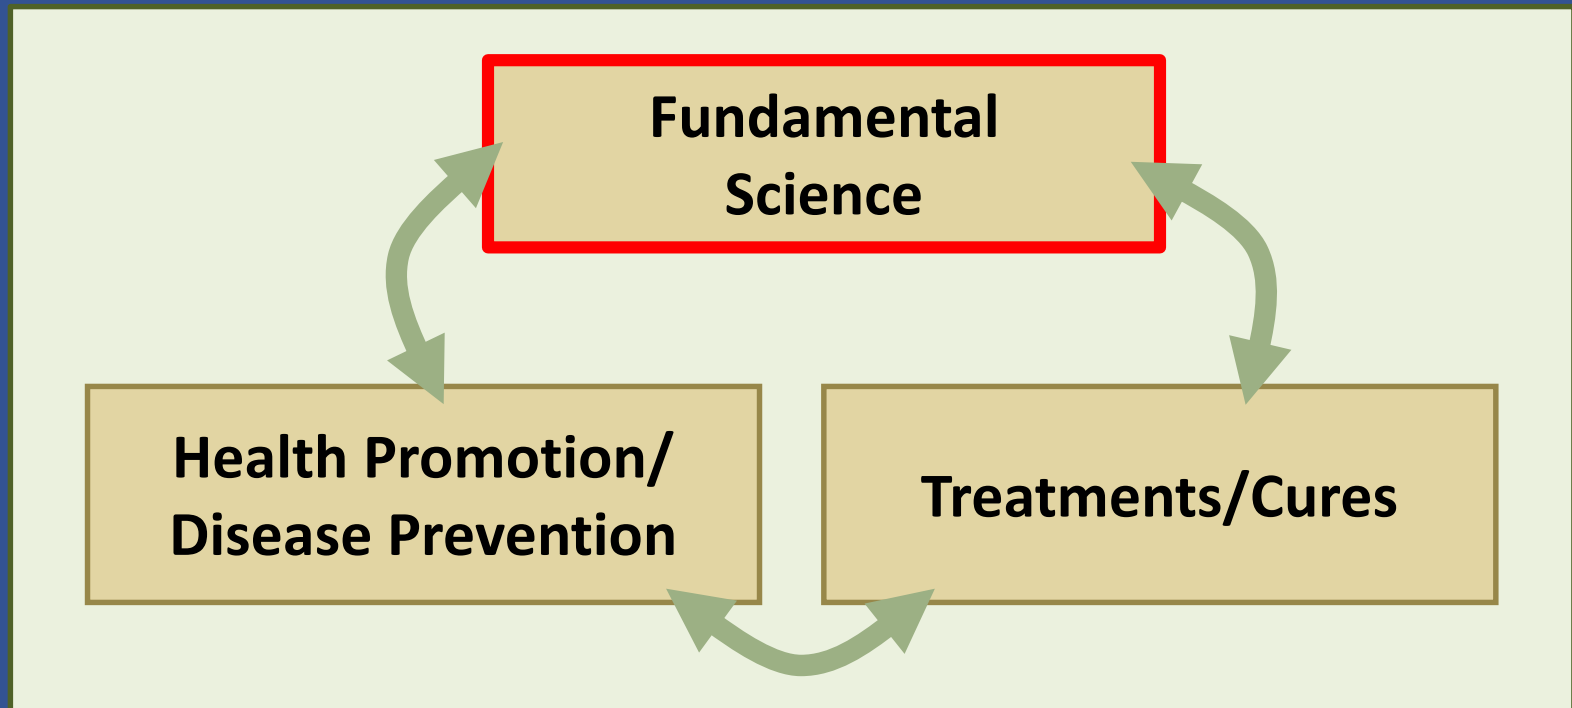 Fundamental
Science
Health Promotion/
Disease Prevention
Treatments/Cures